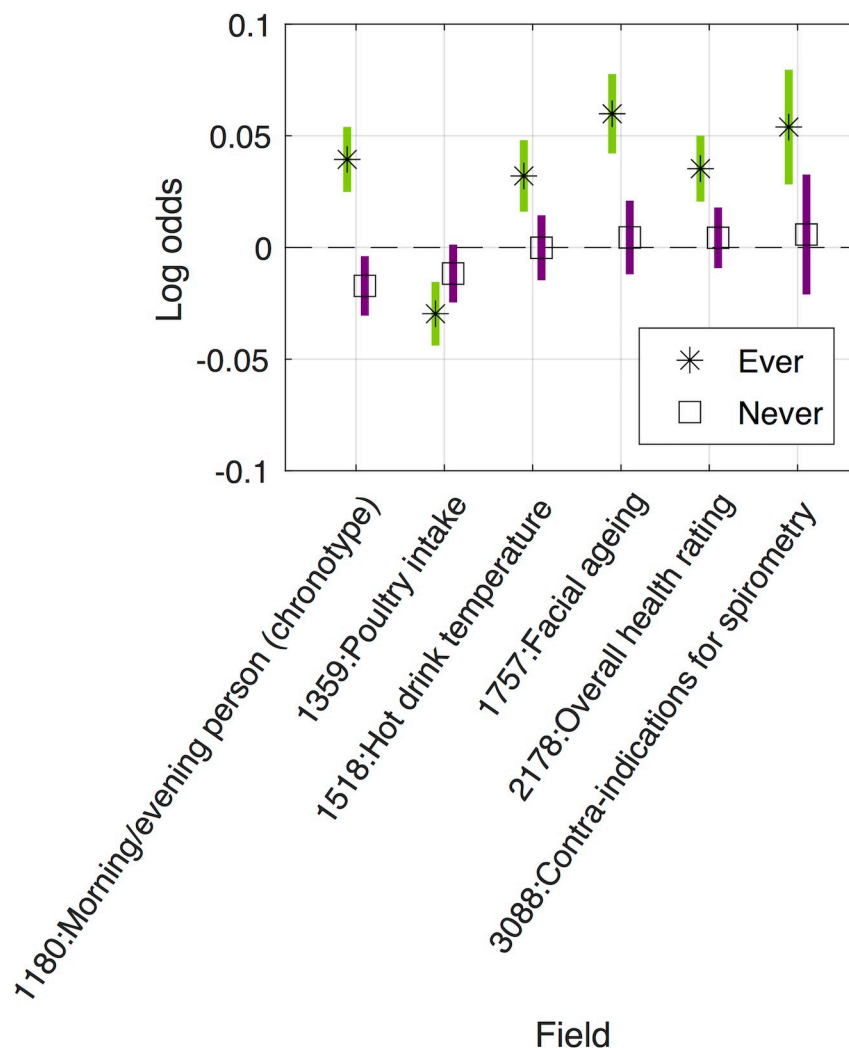 0.1
0.05
0
-0.05
-0.1
Log odds
Ever
Never
1180:Morning/evening person (chronotype)
1359:Poultry intake
1518:Hot drink temperature
1757:Facial ageing
2178:Overall health rating
3088:Contra-indications for spirometry
Field